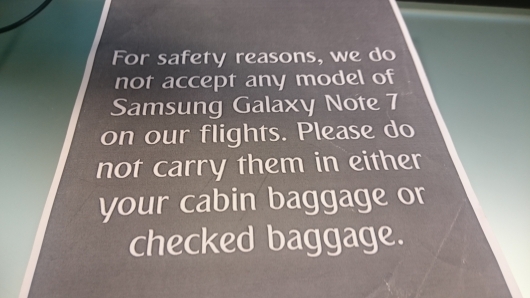 For safety reasons, we do
not accept any model of
Samsung Galaxy Note 7
on our flights. Please do
not carry them in either
your cabin baggage or
checked baggage.